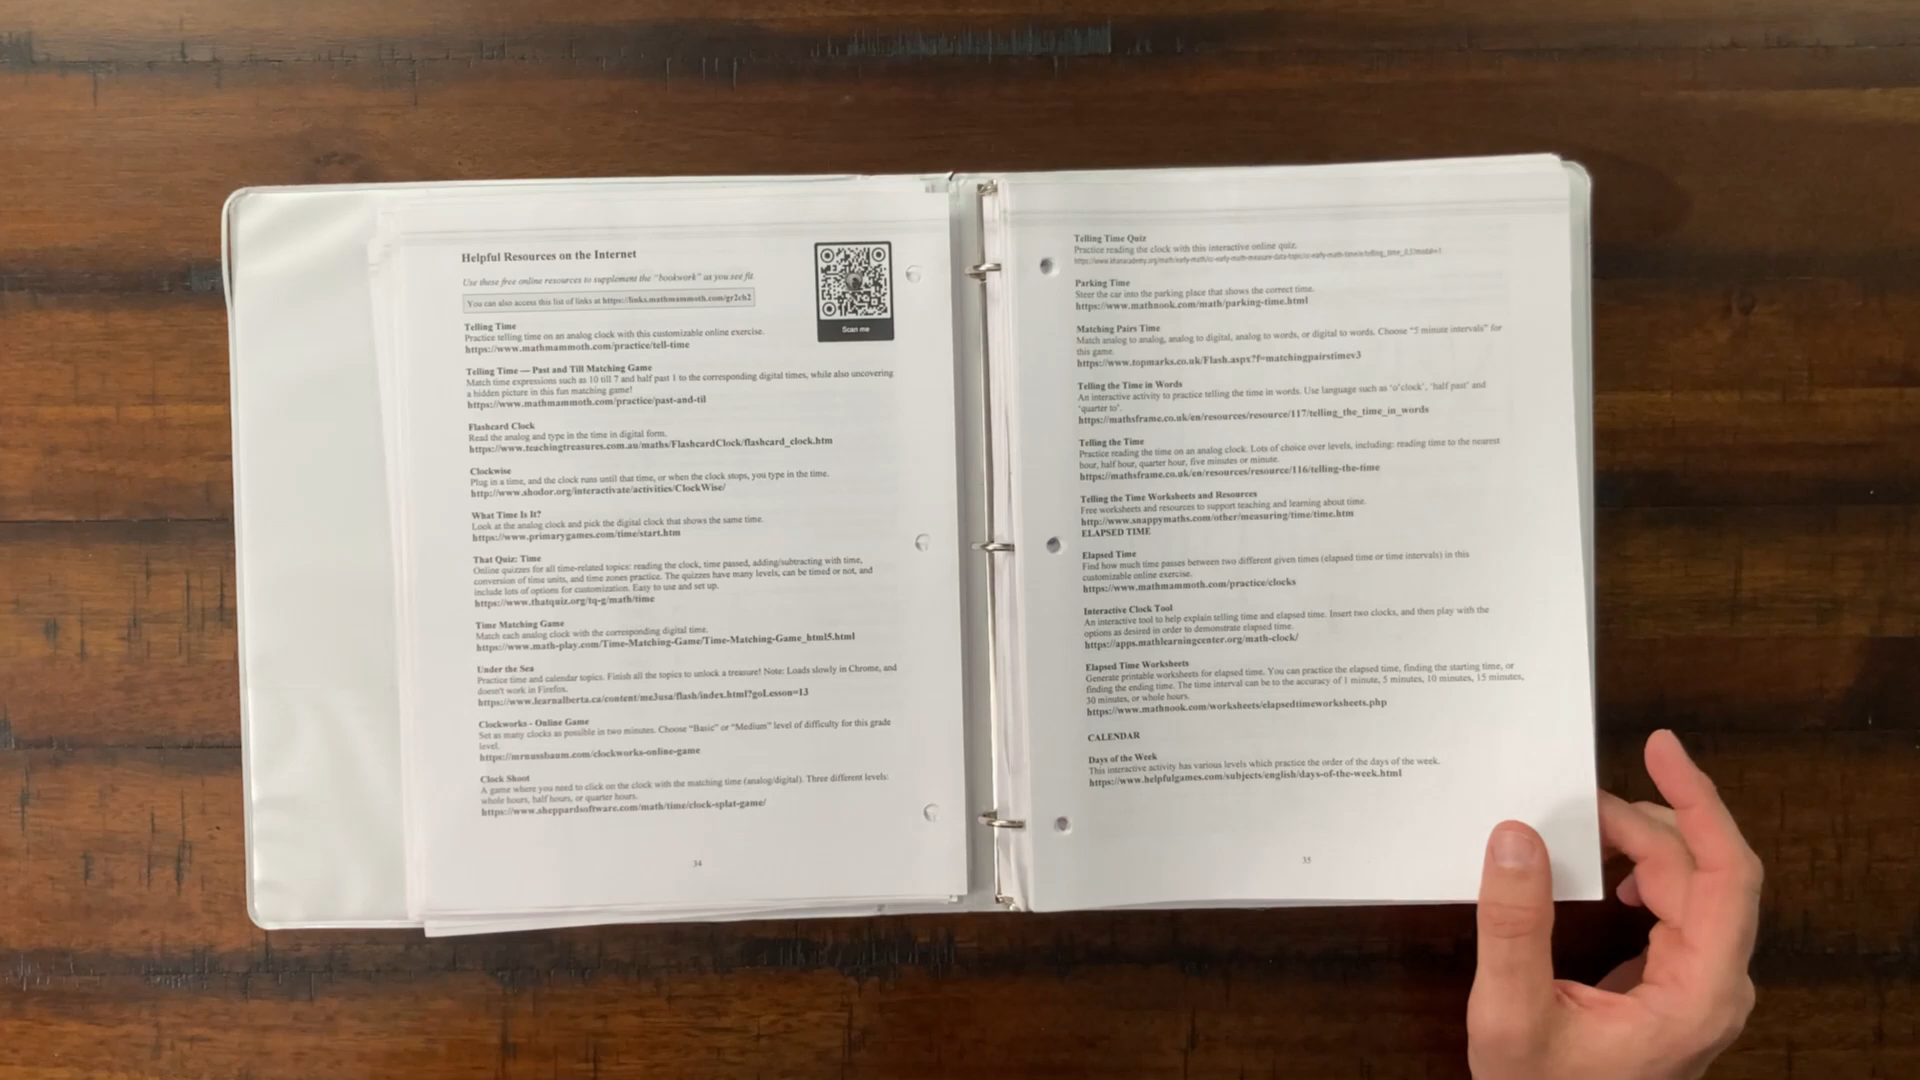 Helpful Resources on the Internet
Use these free online resources to supplement the "bookwork" as you see fit.
You can also access this list of links at https://links.mathmammoth.com/gr2ch2
Scan me
Telling Time
Practice telling time on an analog clock with this customizable online exercise.
https://www.mathmammoth.com/practice/tell-time
Telling Time — Past and Till Matching Game
Match time expressions such as 10 till 7 and half past 1 to the corresponding digital times, while also uncovering
a hidden picture in this fun matching game!
https://www.mathmammoth.com/practice/past-and-til
Flashcard Clock
Read the analog and type in the time in digital form.
https://www.teachingtreasures.com.au/maths/FlashcardClock/flashcard_clock.htm
Clockwise
Plug in a time, and the clock runs until that time, or when the clock stops, you type in the time.
http://www.shodor.org/interactivate/activities/ClockWise/
What Time Is It?
Look at the analog clock and pick the digital clock that shows the same time.
https://www.primarygames.com/time/start.htm
That Quiz: Time
Online quizzes for all time-related topics: reading the clock, time passed, adding/subtracting with time,
conversion of time units, and time zones practice. The quizzes have many levels, can be timed or not, and
include lots of options for customization. Easy to use and set up.
https://www.thatquiz.org/tq-g/math/time
Time Matching Game
Match each analog clock with the corresponding digital time.
https://www.math-play.com/Time-Matching-Game/Time-Matching-Game_html5.html
Under the Sea
Practice time and calendar topics. Finish all the topics to unlock a treasure! Note: Loads slowly in Chrome, and
doesn't work in Firefox.
https://www.learnalberta.ca/content/me3usa/flash/index.html?goLesson=13
Clockworks - Online Game
Set as many clocks as possible in two minutes. Choose "Basic" or "Medium" level of difficulty for this grade
level.
https://mrnussbaum.com/clockworks-online-game
Clock Shoot
A game where you need to click on the clock with the matching time (analog/digital). Three different levels:
whole hours, half hours, or quarter hours.
https://www.sheppardsoftware.com/math/time/clock-splat-game/
34
Telling Time Quiz
Practice reading the clock with this interactive online quiz.
Parking Time
Steer the car into the parking place that shows the correct time.
https://www.mathnook.com/math/parking-time.html
Matching Pairs Time
Match analog to analog, analog to digital, analog to words, or digital to words. Choose "5 minute intervals" for
this game.
https://www.topmarks.co.uk/Flash.aspx?f=matchingpairstimev3
Telling the Time in Words
An interactive activity to practice telling the time in words. Use language such as 'o'clock', 'half past' and
'quarter to'.
https://mathsframe.co.uk/en/resources/resource/117/telling_the_time_in_words
Telling the Time
Practice reading the time on an analog clock. Lots of choice over levels, including: reading time to the nearest
hour, half hour, quarter hour, five minutes or minute.
https://mathsframe.co.uk/en/resources/resource/116/telling-the-time
Telling the Time Worksheets and Resources
Free worksheets and resources to support teaching and learning about time.
http://www.snappymaths.com/other/measuring/time/time.htm
ELAPSED TIME
Elapsed Time
Find how much time passes between two different given times (elapsed time or time intervals) in this
customizable online exercise.
https://www.mathmammoth.com/practice/clocks
Interactive Clock Tool
An interactive tool to help explain telling time and elapsed time. Insert two clocks, and then play with the
options as desired in order to demonstrate elapsed time.
https://apps.mathlearningcenter.org/math-clock/
Elapsed Time Worksheets
Generate printable worksheets for elapsed time. You can practice the elapsed time, finding the starting time, or
finding the ending time. The time interval can be to the accuracy of 1 minute, 5 minutes, 10 minutes, 15 minutes,
30 minutes, or whole hours.
https://www.mathnook.com/worksheets/elapsedtimeworksheets.php
CALENDAR
Days of the Week
This interactive activity has various levels which practice the order of the days of the week.
https://www.helpfulgames.com/subjects/english/days-of-the-week.html
35